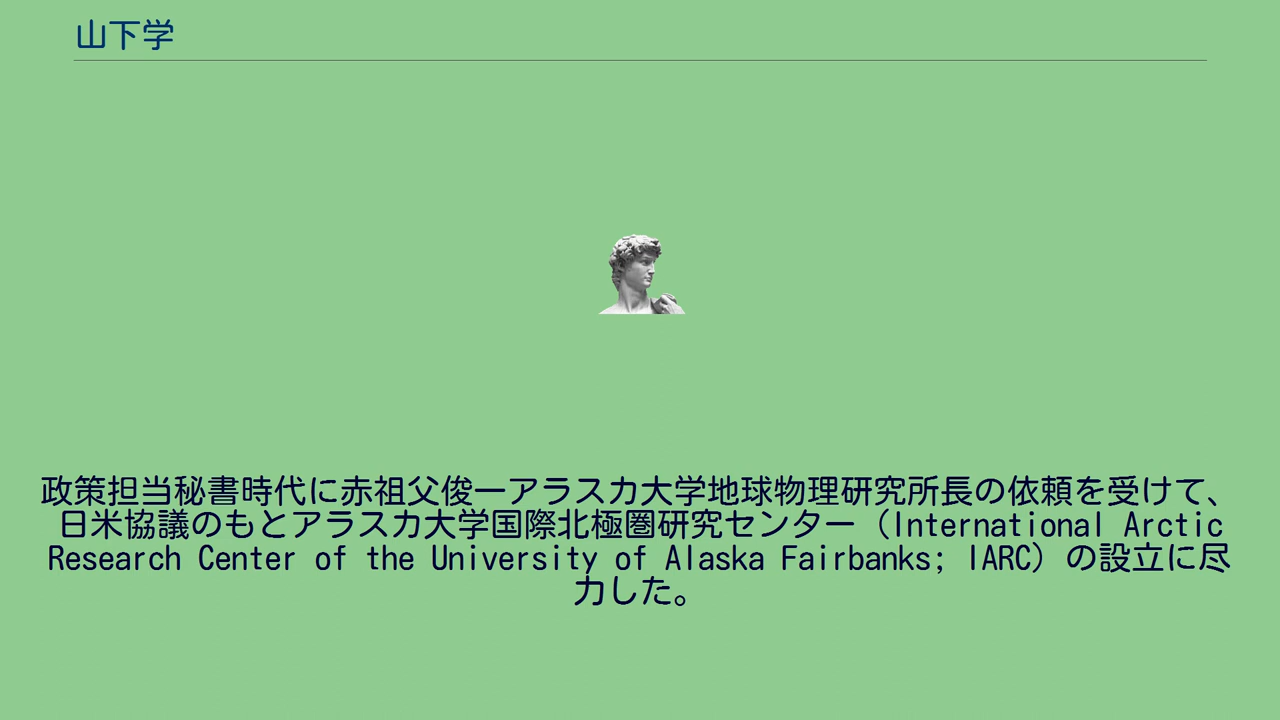 山下学
政策担当秘書時代に赤祖父俊一アラスカ大学地球物理研究所長の依頼を受けて、
日米協議のもとアラスカ大学国際北極圏研究センター（International Arctic
Research Center of the University of Alaska Fairbanks; IARC）の設立に尽
力した。